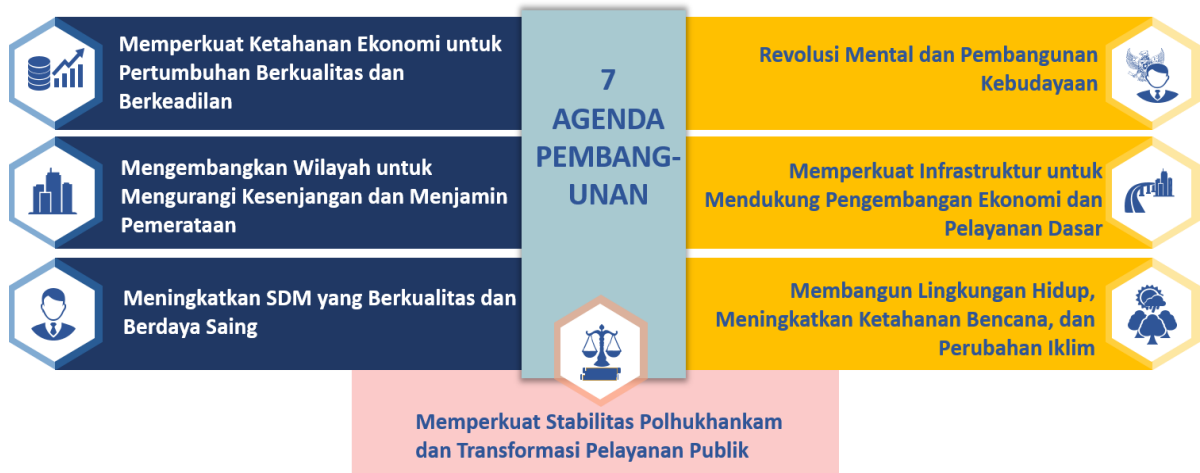 Memperkuat Ketahanan Ekonomi untuk
Pertumbuhan Berkualitas dan
Berkeadilan
Mengembangkan Wilayah untuk
Mengurangi Kesenjangan dan Menjamin
Pemerataan
Meningkatkan SDM yang Berkualitas dan
Berdaya Saing
7
AGENDA
PEMBANG-
UNAN
Revolusi Mental dan Pembangunan
Kebudayaan
Memperkuat Infrastruktur untuk
Mendukung Pengembangan Ekonomi dan
Pelayanan Dasar
Membangun Lingkungan Hidup,
Meningkatkan Ketahanan Bencana, dan
Perubahan Iklim
Memperkuat Stabilitas Polhukhankam
dan Transformasi Pelayanan Publik